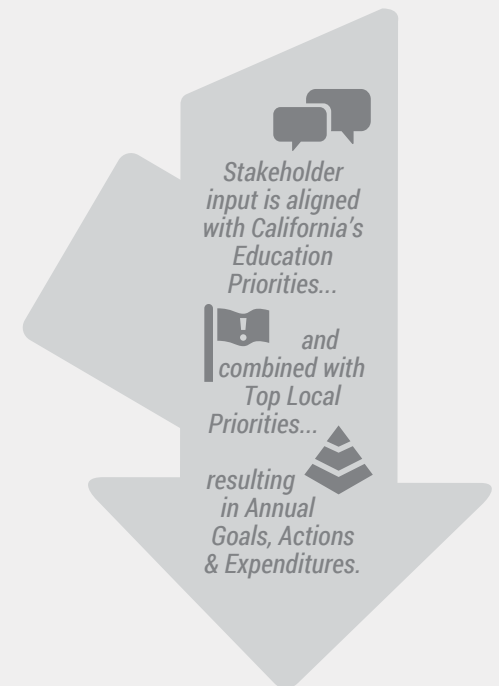 Stakeholder
input is aligned
with California's
Education
Priorities...
!
and
combined with
Top Local
Priorities...
resulting
in Annual
Goals, Actions
& Expenditures.